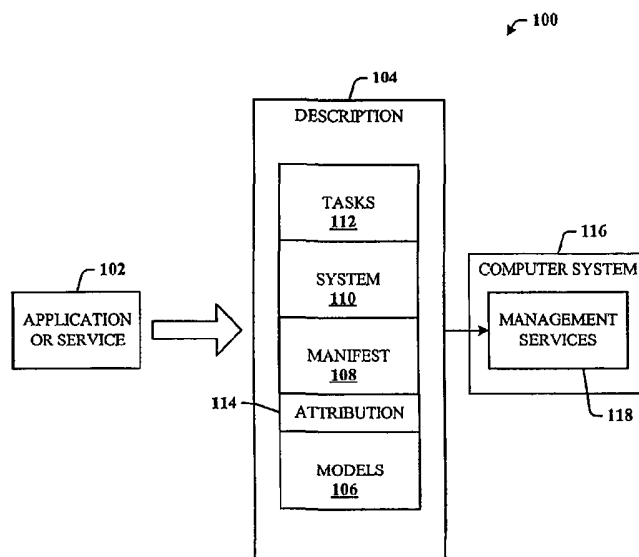 100
104
DESCRIPTION
TASKS
112
116
SYSTEM
110
COMPUTER SYSTEM
102
APPLICATION
OR SERVICE
MANAGEMENT
SERVICES
MANIFEST
108
114
ATTRIBUTION
118
MODELS
106